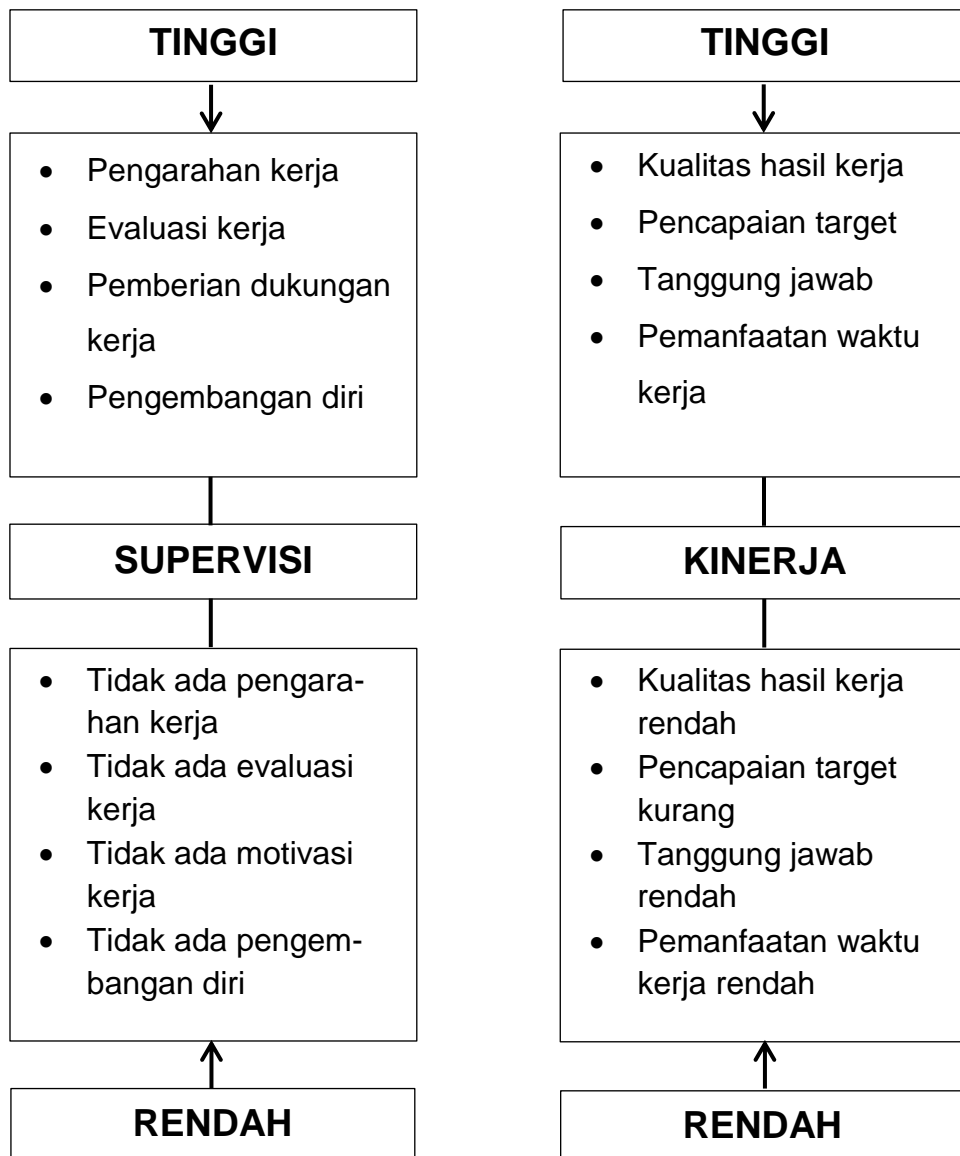 TINGGI
• Pengarahan kerja
• Evaluasi kerja
• Pemberian dukungan
kerja
• Pengembangan diri
SUPERVISI
• Tidak ada pengara-
han kerja
• Tidak ada evaluasi
kerja
• Tidak ada motivasi
kerja
• Tidak ada pengem-
bangan diri
RENDAH
TINGGI
• Kualitas hasil kerja
• Pencapaian target
• Tanggung jawab
• Pemanfaatan waktu
kerja
KINERJA
• Kualitas hasil kerja
rendah
• Pencapaian target
kurang
• Tanggung jawab
rendah
• Pemanfaatan waktu
kerja rendah
RENDAH